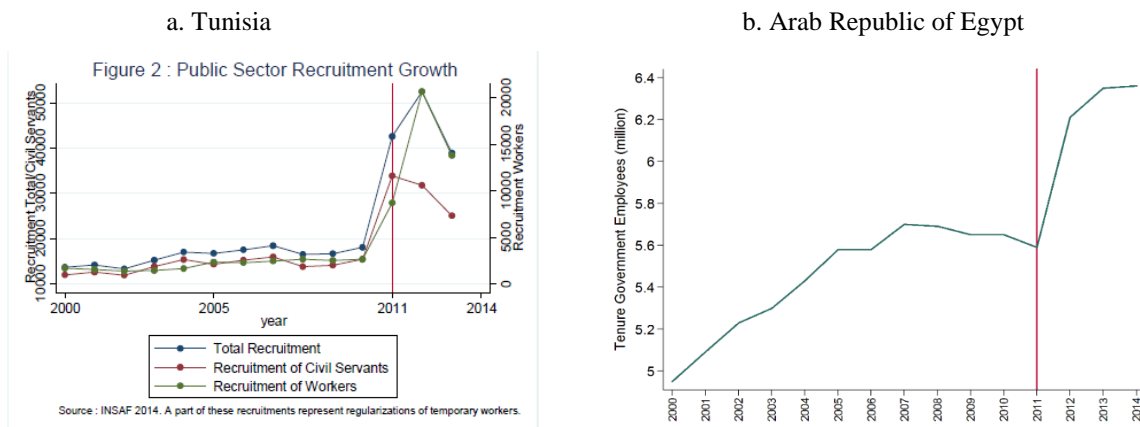 a. Tunisia
Figure 2 : Public Sector Recruitment Growth
Recruitment Total/Civil Servants
10000 20000 30000 40000 50000
Recruitment Workers
0 5000 10000 15000 20000
2000 2005 2011 2014
year
Total Recruitment
Recruitment of Civil Servants
Recruitment of Workers
Source : INSAF 2014. A part of these recruitments represent regularizations of temporary workers.
b. Arab Republic of Egypt
Tenure Government Employees (million)
6.4
6.2
6
5.8
5.6
5.4
5.2
5
2000 2001 2002 2003 2004 2005 2006 2007 2008 2009 2010 2011 2012 2013 2014